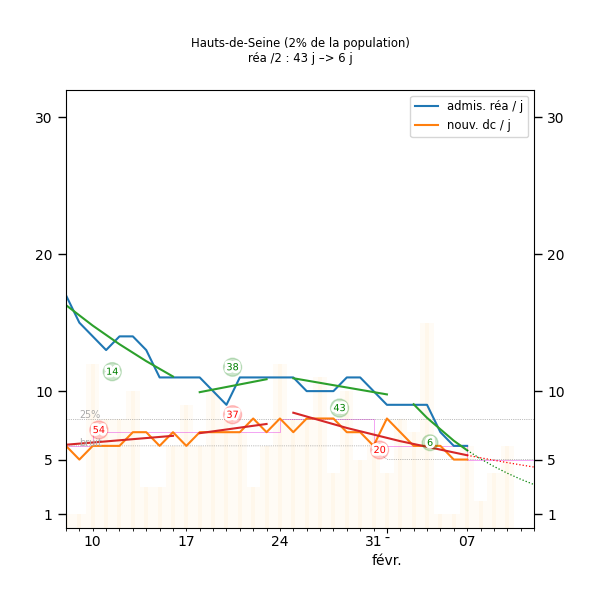 Hauts-de-Seine (2% de la population)
réa /2 : 43 j –> 6 j
admis. réa / j
nouv. dc / j
30 30
20 20
10 10
5 5
1 1
25%
14
54
38
37
43
20
6
10 17 24 31 - 07
févr.